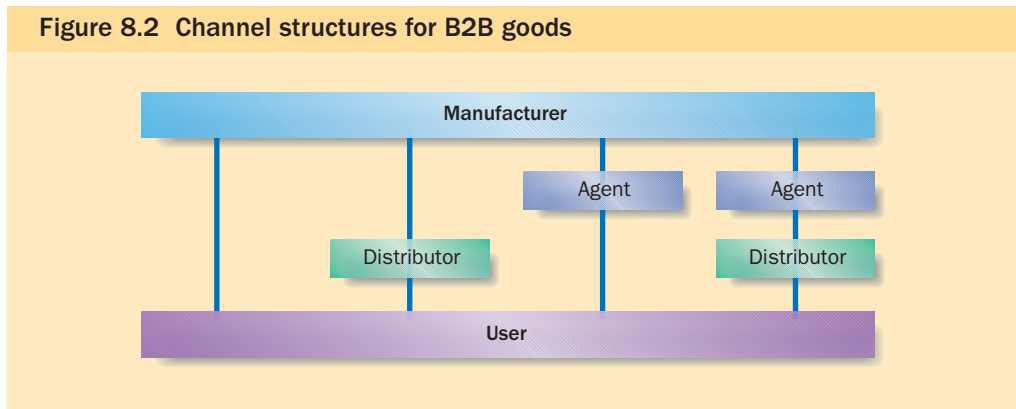 Figure 8.2 Channel structures for B2B goods
Manufacturer
Agent
Agent
Distributor
Distributor
User